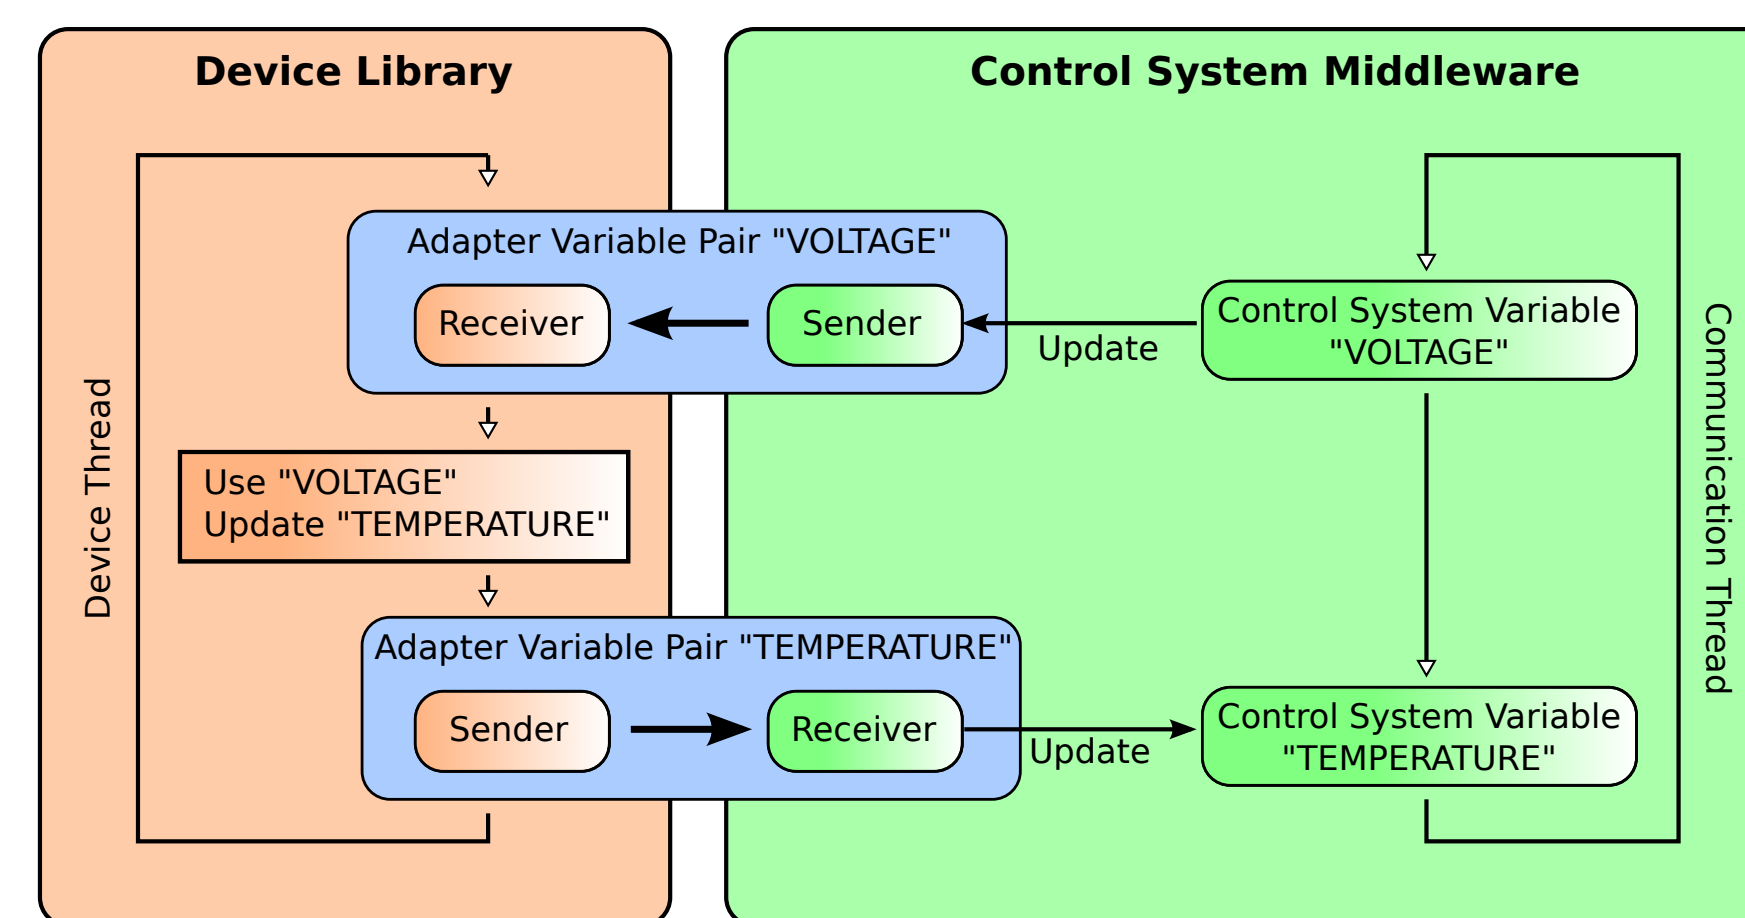 Device Library
Control System Middleware
Adapter Variable Pair "VOLTAGE"
Receiver
Sender
Update
Control System Variable
"VOLTAGE"
Device Thread
Use "VOLTAGE"
Update "TEMPERATURE"
Communication Thread
Adapter Variable Pair "TEMPERATURE"
Sender
Receiver
Update
Control System Variable
"TEMPERATURE"